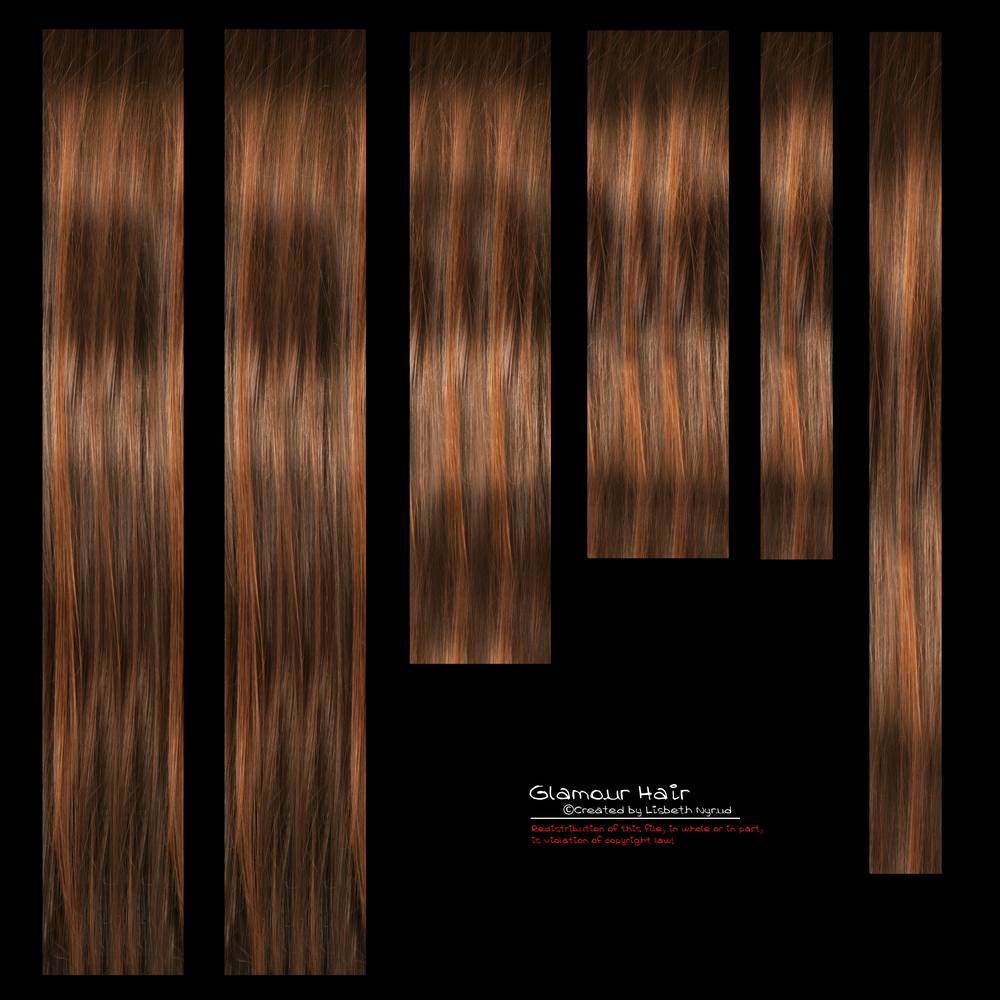 Glamour Hair
©Created by Lisbeth Nyrud
Redistribution of this file, in whole or in part,
is violation of copyright law!